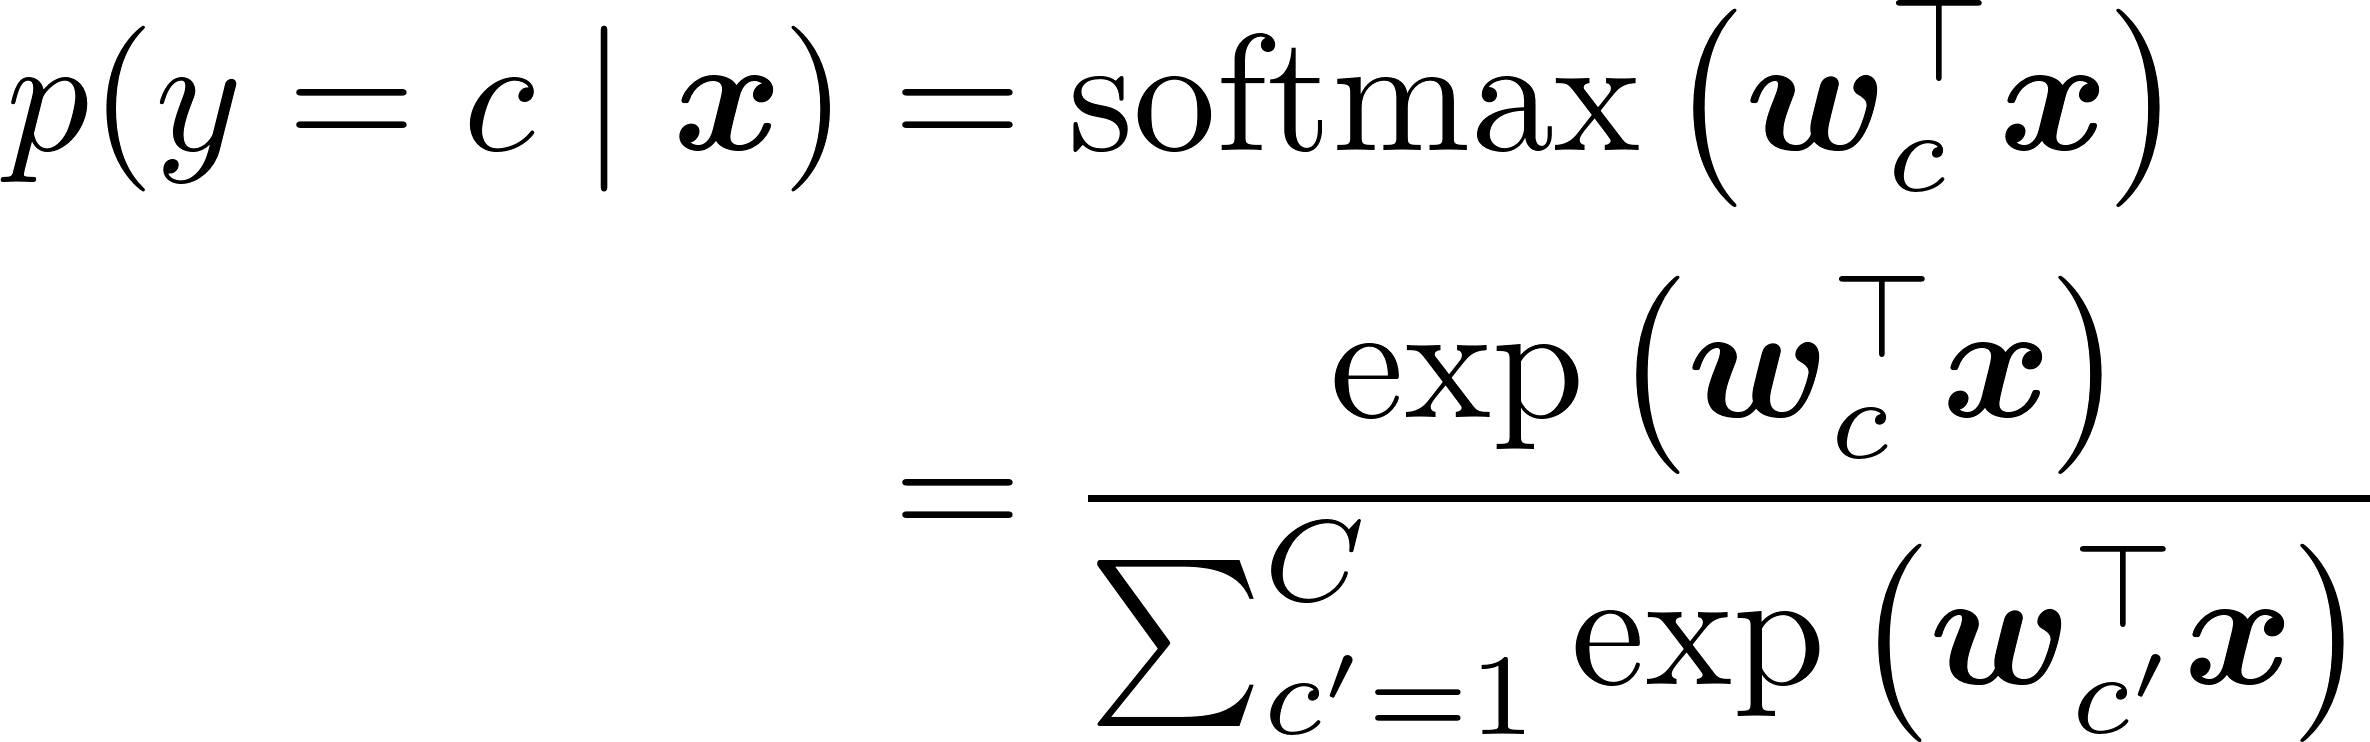 p(y = c | x) = softmax(w_c^⊤ x)
= exp(w_c^⊤ x) / ∑_{c'=1}^{C} exp(w_{c'}^⊤ x)